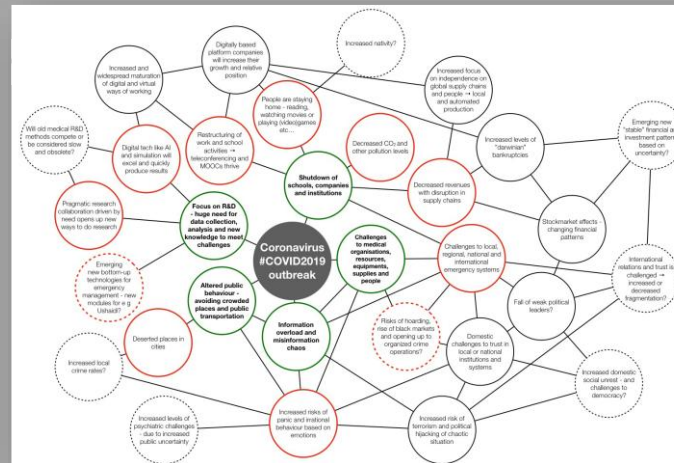 Increased nativity?
Digitally based
platform companies
will increase their
growth and relative
position
Increased and
widespread maturation
of digital and virtual
ways of working
Increased focus
on independence on
global supply chains
and people → local
and automated
production
People are staying
home - reading,
watching movies or
playing (video)games
etc...
Emerging new
"stable" financial and
investment patterns
based on
uncertainty?
Will old medical R&D
methods compete or
be considered slow
and obsolete?
Digital tech like AI
and simulation will
excel and quickly
produce results
Restructuring of
work and school
activities →
teleconferencing and
MOOCs thrive
Decreased CO2 and
other pollution levels
Increased levels of
"darwinian"
bankruptcies
Shutdown of
schools, companies
and institutions
Decreased revenues
with disruption in
supply chains
Pragmatic research
collaboration driven by
need opens up new
ways to do research
Focus on R&D
- huge need for
data collection,
analysis and new
knowledge to meet
challenges
Stockmarket effects -
changing financial
patterns
Coronavirus
#COVID2019
outbreak
Challenges
to medical
organisations,
resources,
equipments,
supplies and
people
Challenges to local,
regional, national and
international
emergency systems
International
relations and trust is
challenged →
increased or
decreased
fragmentation?
Emerging
new bottom-up
technologies for
emergency
management - new
modules for e g
Ushaidi?
Altered public
behaviour -
avoiding crowded
places and public
transportation
Fall of weak political
leaders?
Information
overload and
misinformation
chaos
Risks of hoarding,
rise of black markets
and opening up to
organized crime
operations?
Deserted places in
cities
Domestic
challenges to trust in
local or national
institutions and
systems
Increased local
crime rates?
Increased domestic
social unrest - and
challenges to
democracy?
Increased levels of
psychiatric challenges
- due to increased
public uncertainty
Increased risks of
panic and irrational
behaviour based on
emotions
Increased risk of
terrorism and political
hijacking of chaotic
situation